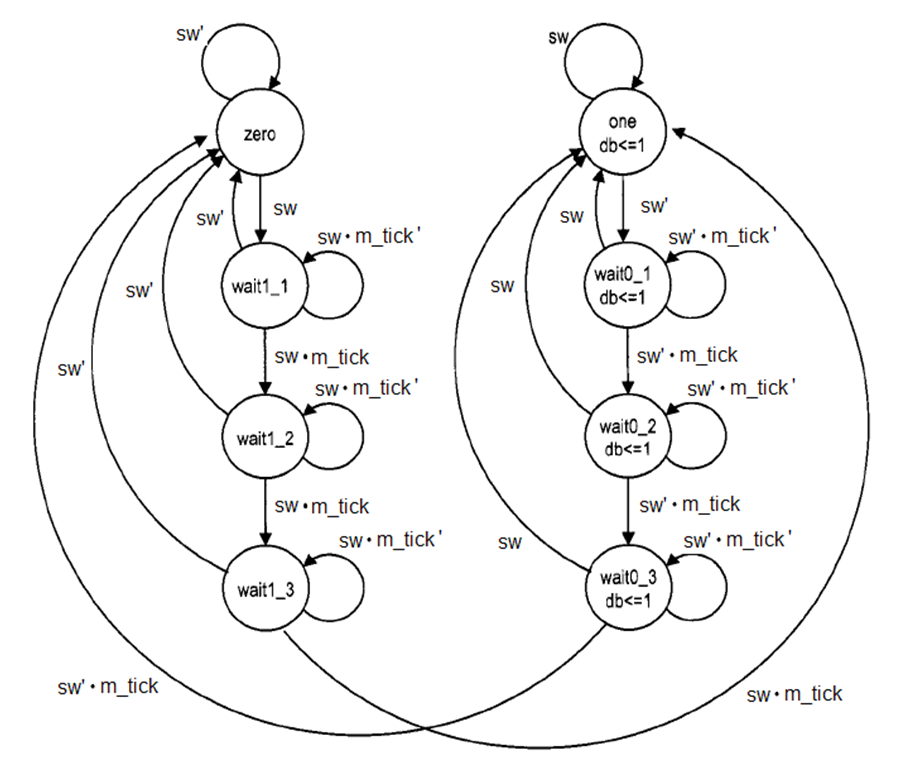 sw'
sw
zero
one
db<=1
sw'
sw
sw
sw'
sw•m_tick'
sw'•m_tick'
wait1_1
wait0_1
db<=1
sw'
sw
sw•m_tick
sw'•m_tick
sw'
sw•m_tick'
sw'•m_tick'
wait1_2
wait0_2
db<=1
sw•m_tick
sw'•m_tick
sw•m_tick'
sw
sw'•m_tick'
wait1_3
wait0_3
db<=1
sw'•m_tick
sw•m_tick